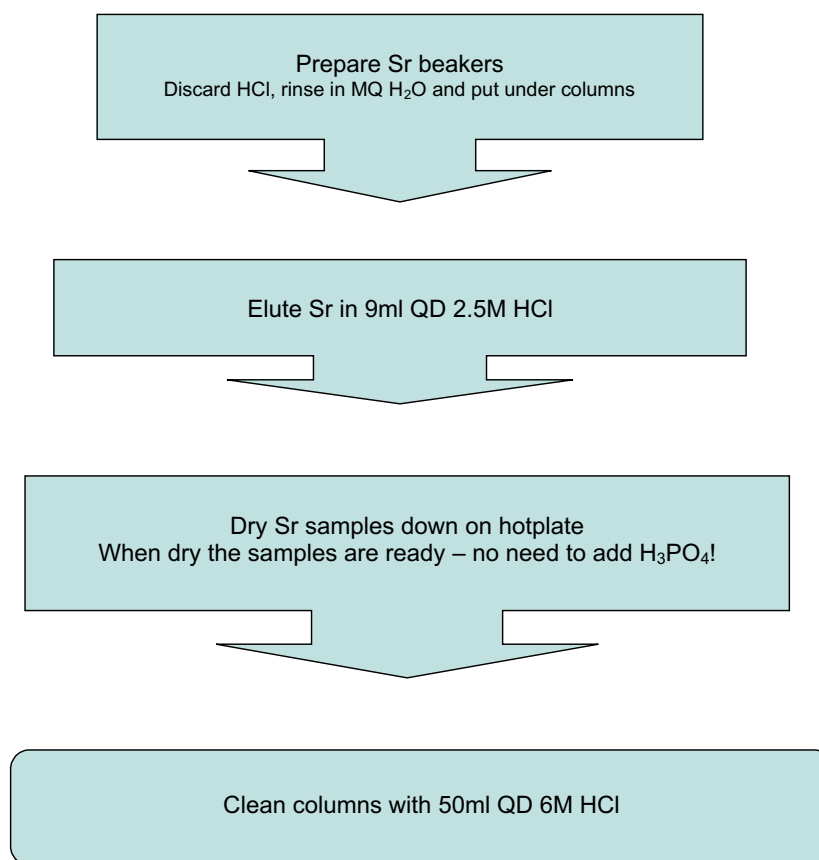 Prepare Sr beakers
Discard HCl, rinse in MQ H₂O and put under columns
Elute Sr in 9ml QD 2.5M HCl
Dry Sr samples down on hotplate
When dry the samples are ready – no need to add H₃PO₄!
Clean columns with 50ml QD 6M HCl